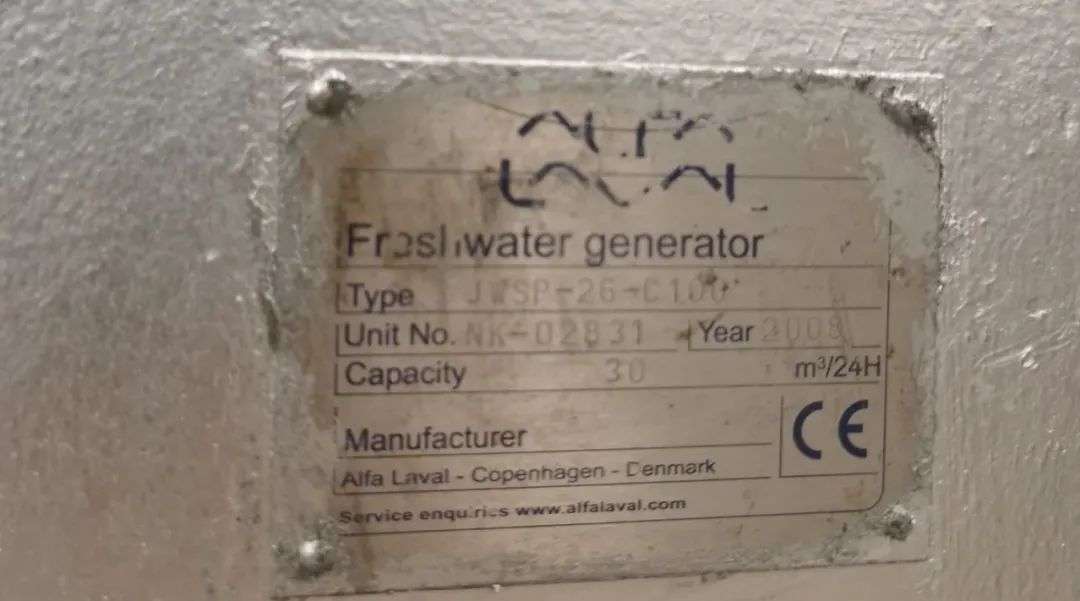 ALFA
LAVAL
Freshwater generator
Type JWSP-26-C100
Unit No. NK-02831 Year 2008
Capacity 30 m³/24H
Manufacturer
CE
Alfa Laval - Copenhagen - Denmark
Service enquiries www.alfalaval.com